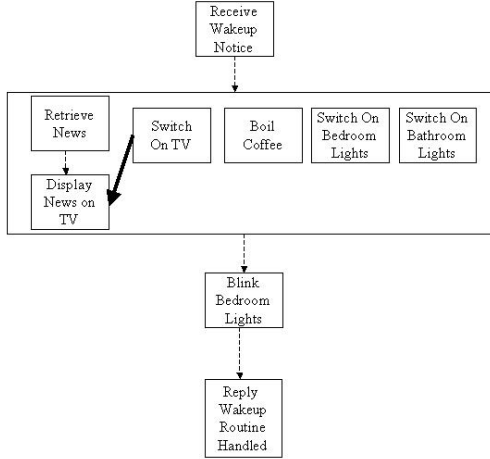 Receive
Wakeup
Notice
Retrieve
News
Switch
On TV
Boil
Coffee
Switch On
Bedroom
Lights
Switch On
Bathroom
Lights
Display
News on
TV
Blink
Bedroom
Lights
Reply
Wakeup
Routine
Handled